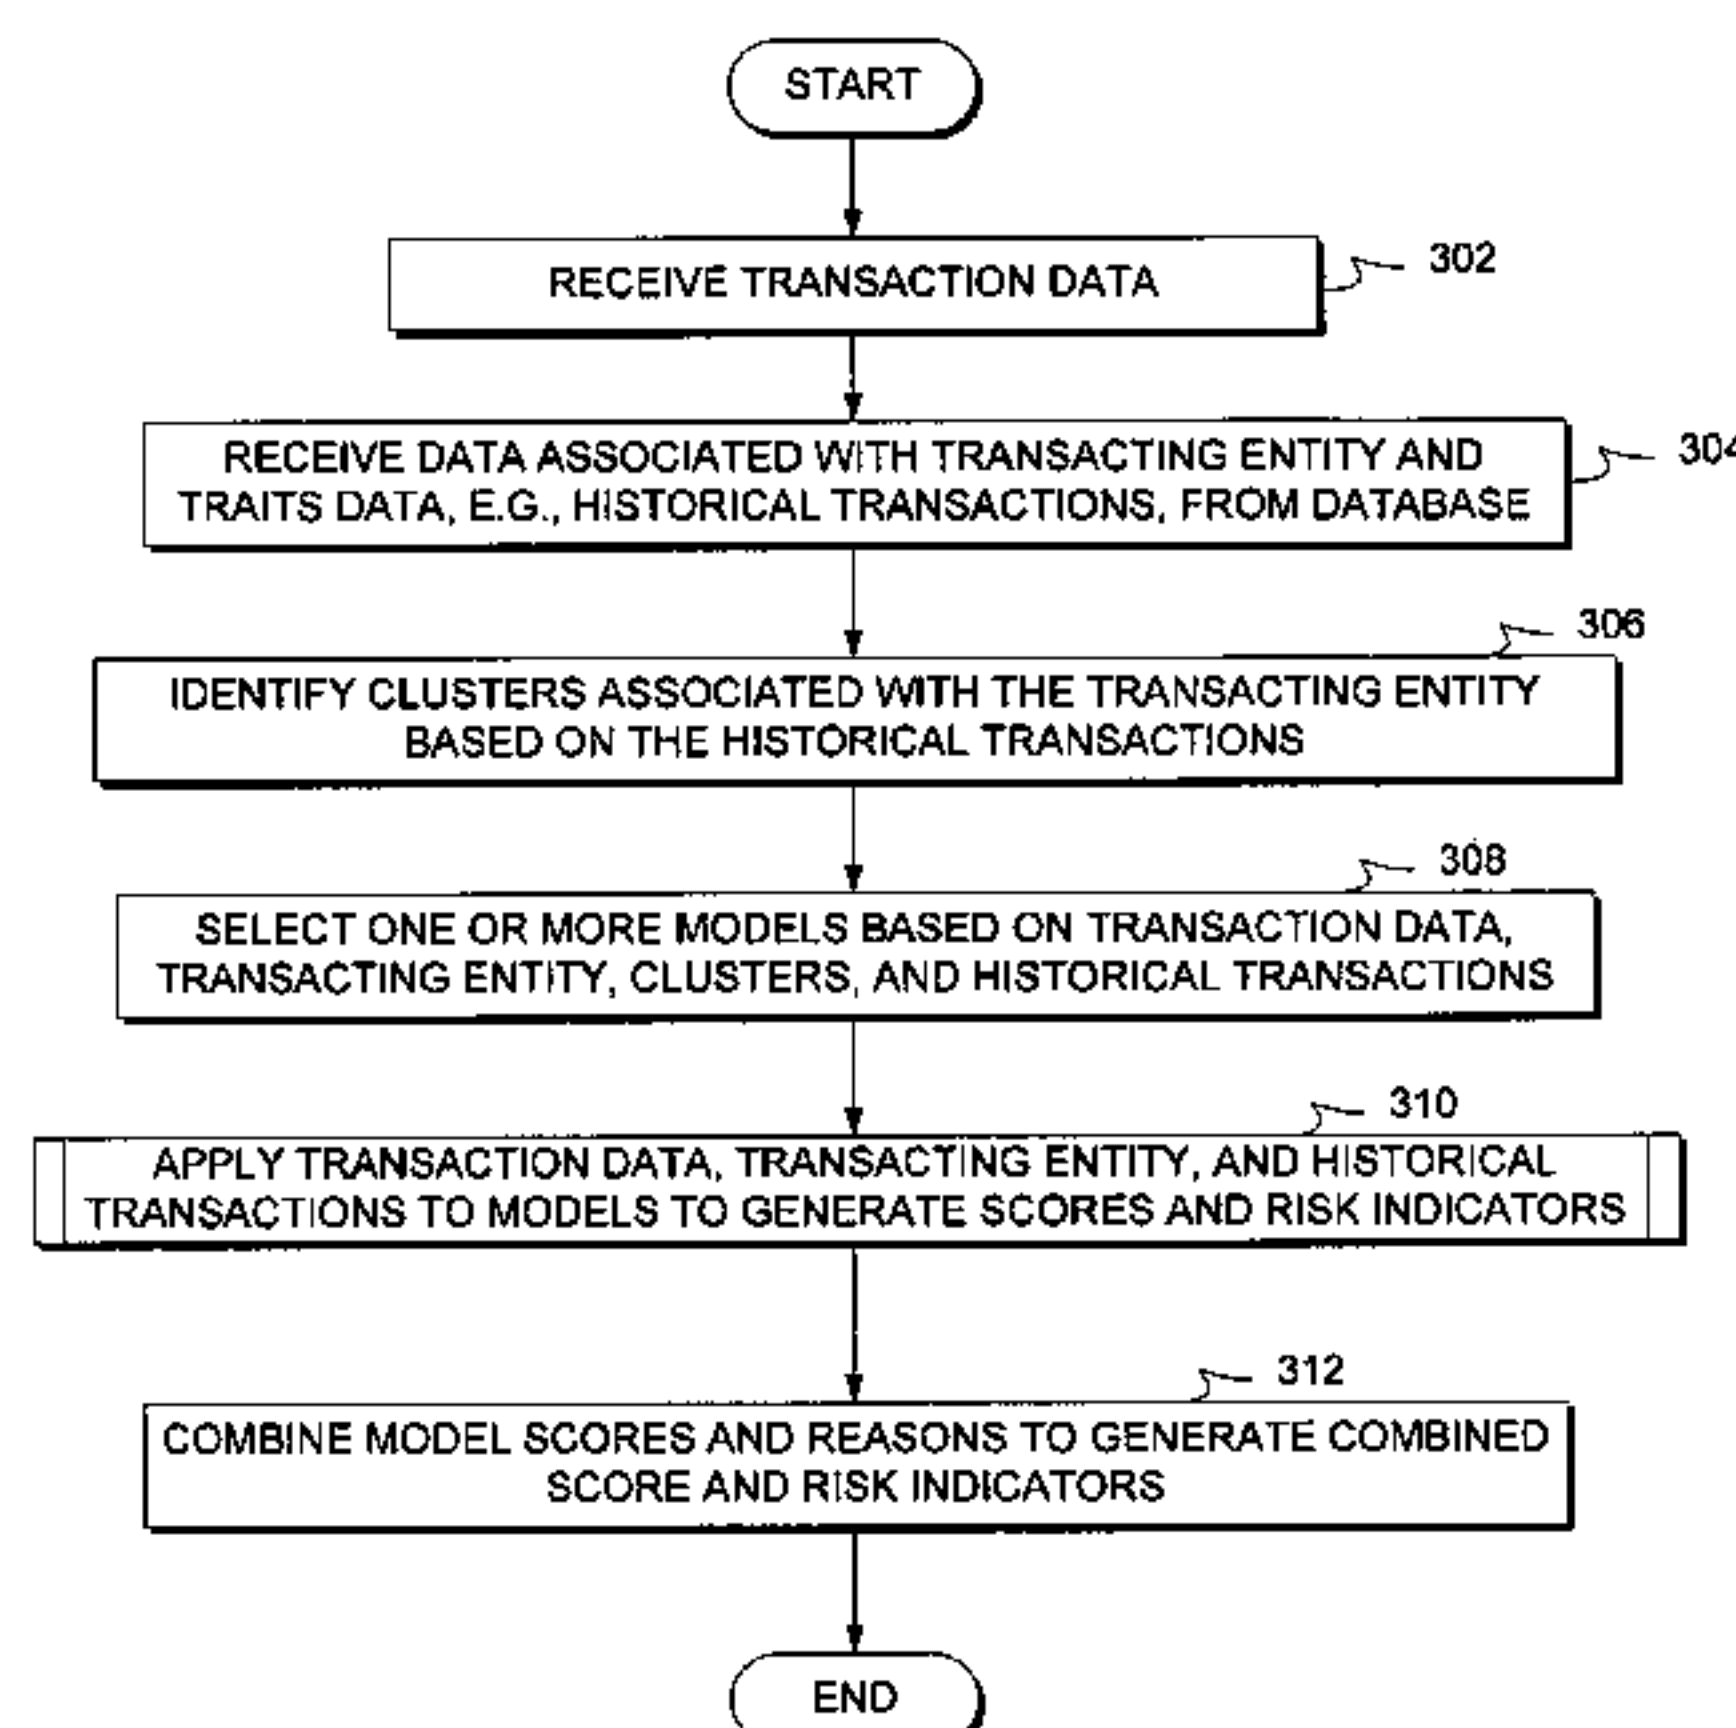 START
RECEIVE TRANSACTION DATA
302
RECEIVE DATA ASSOCIATED WITH TRANSACTING ENTITY AND
TRAITS DATA, E.G., HISTORICAL TRANSACTIONS, FROM DATABASE
304
306
IDENTIFY CLUSTERS ASSOCIATED WITH THE TRANSACTING ENTITY
BASED ON THE HISTORICAL TRANSACTIONS
308
SELECT ONE OR MORE MODELS BASED ON TRANSACTION DATA,
TRANSACTING ENTITY, CLUSTERS, AND HISTORICAL TRANSACTIONS
310
APPLY TRANSACTION DATA, TRANSACTING ENTITY, AND HISTORICAL
TRANSACTIONS TO MODELS TO GENERATE SCORES AND RISK INDICATORS
312
COMBINE MODEL SCORES AND REASONS TO GENERATE COMBINED
SCORE AND RISK INDICATORS
END